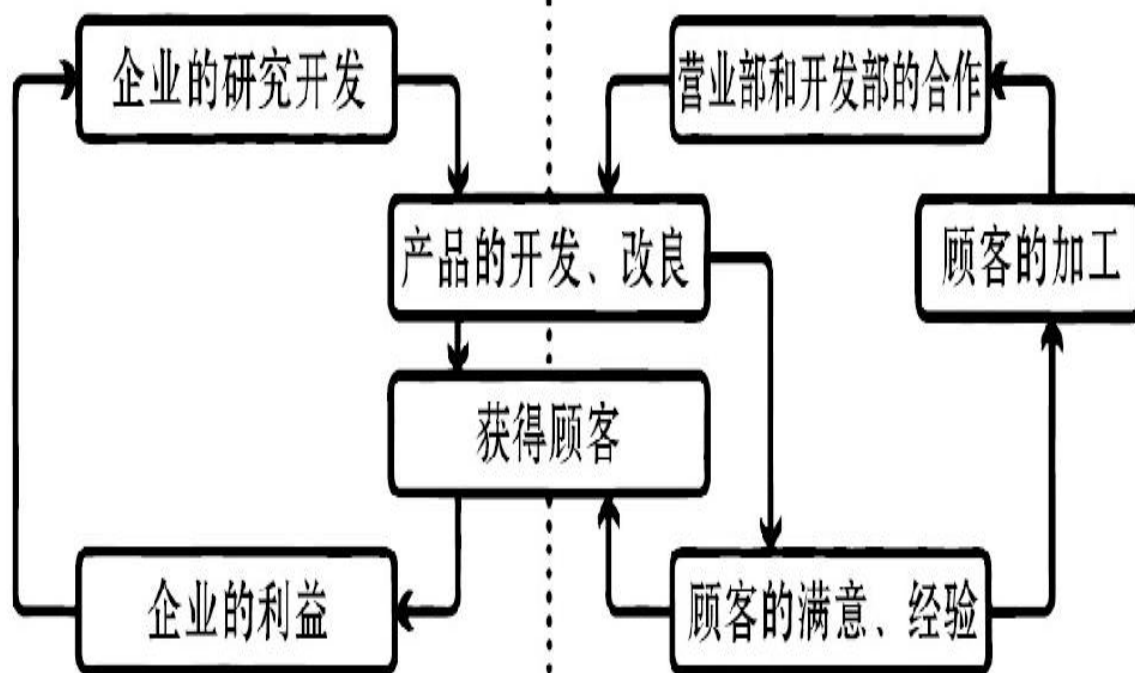 企业的研究开发
营业部和开发部的合作
产品的开发、改良
顾客的加工
获得顾客
企业的利益
顾客的满意、经验